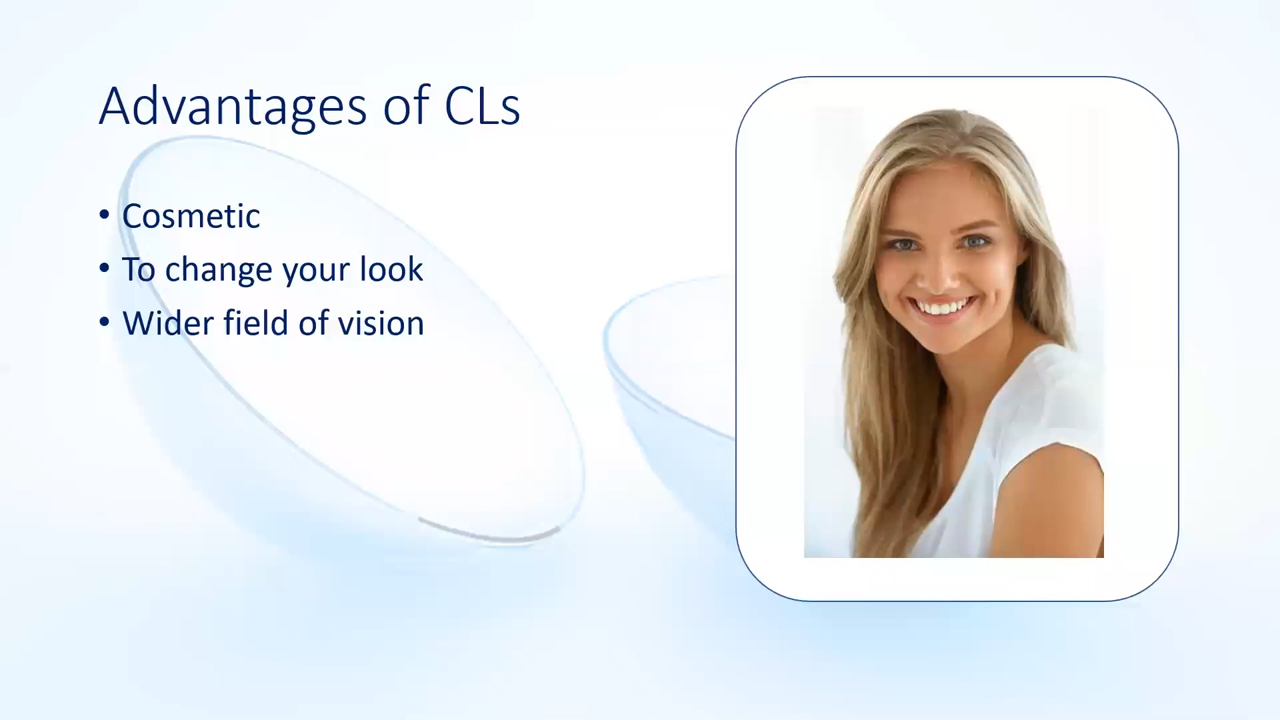 Advantages of CLs
• Cosmetic
• To change your look
• Wider field of vision